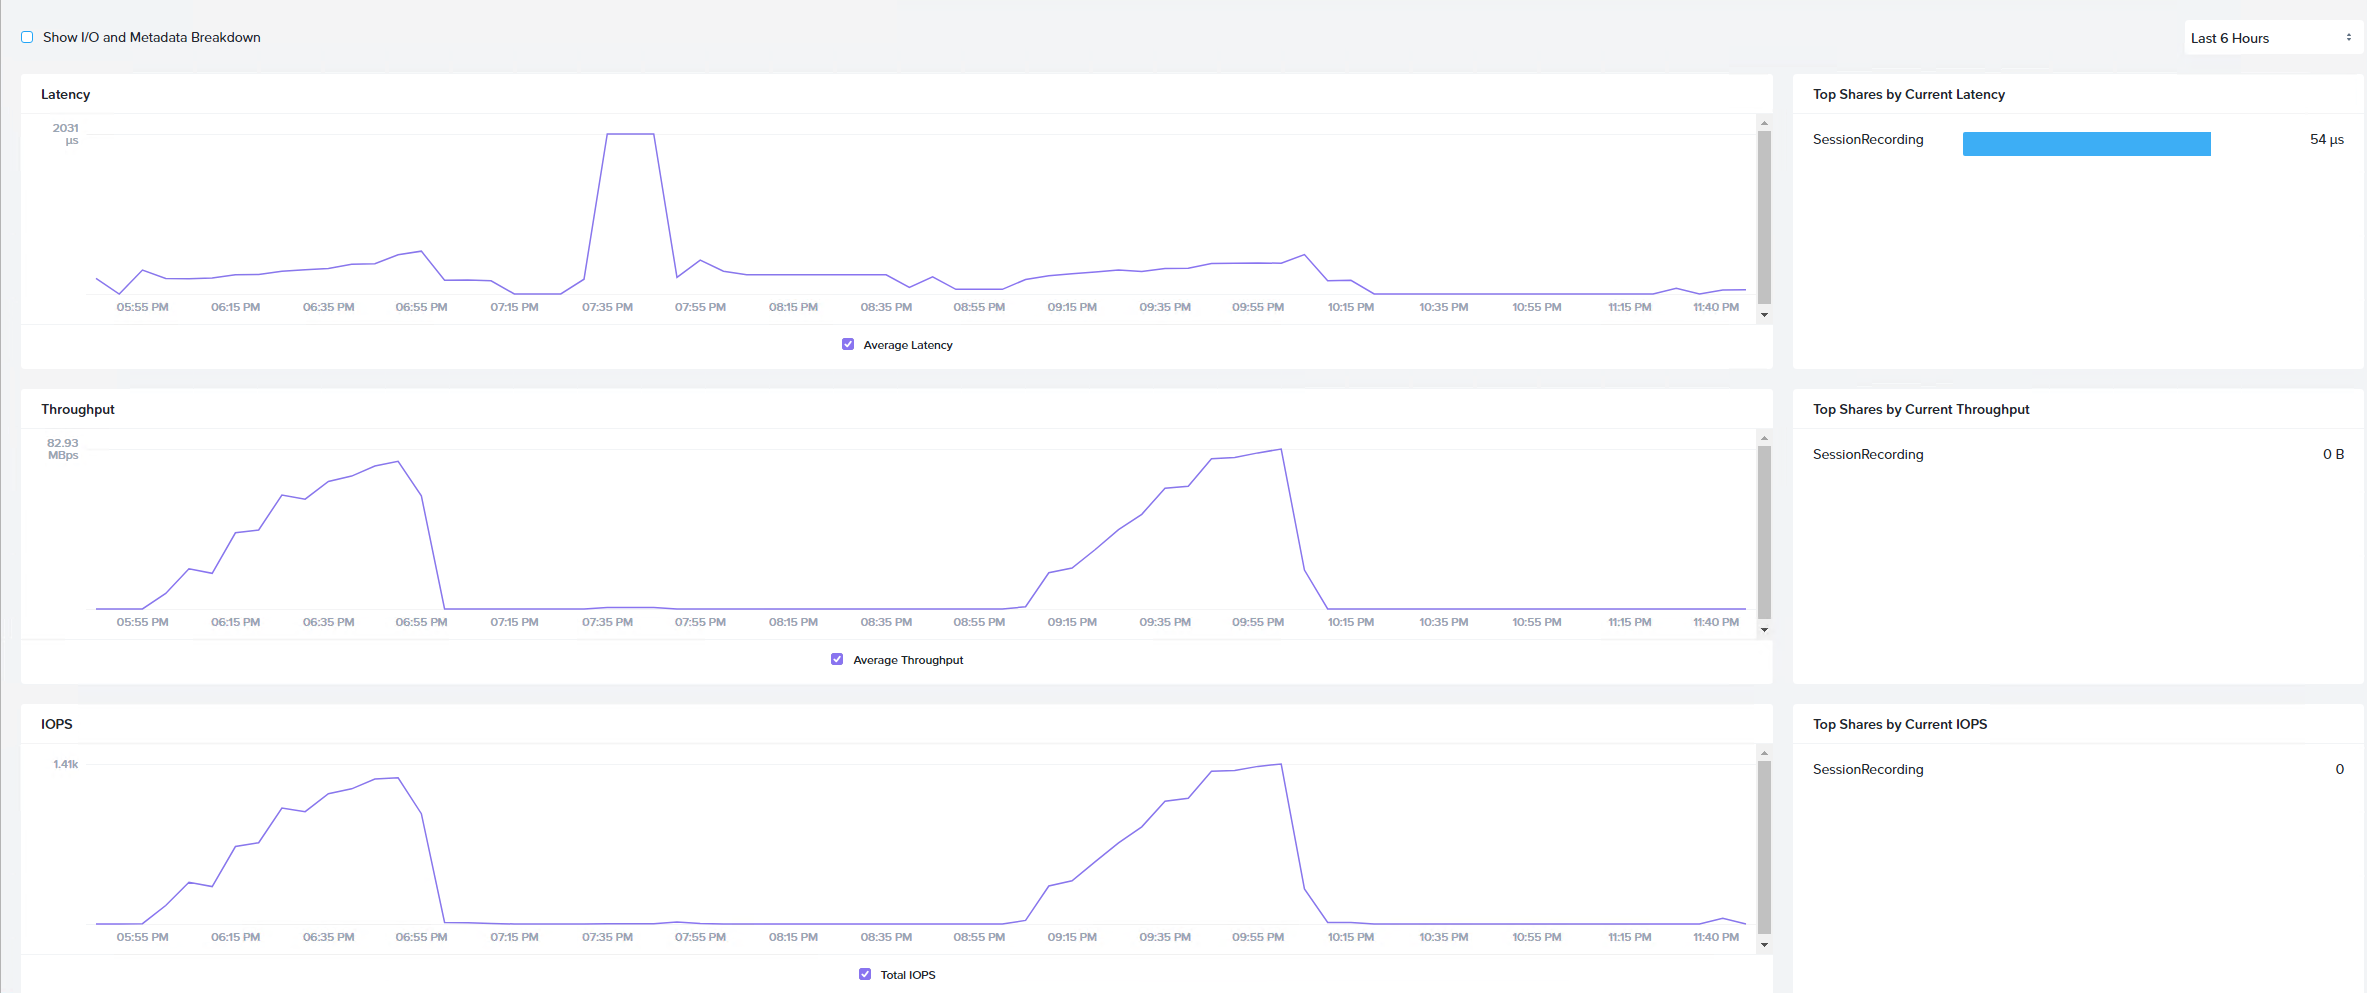 Show I/O and Metadata Breakdown
Last 6 Hours
Latency
2031
µs
05:55 PM 06:15 PM 06:35 PM 06:55 PM 07:15 PM 07:35 PM 07:55 PM 08:15 PM 08:35 PM 08:55 PM 09:15 PM 09:35 PM 09:55 PM 10:15 PM 10:35 PM 10:55 PM 11:15 PM 11:40 PM
Average Latency
Top Shares by Current Latency
SessionRecording 54 µs
Throughput
82.93
MBps
05:55 PM 06:15 PM 06:35 PM 06:55 PM 07:15 PM 07:35 PM 07:55 PM 08:15 PM 08:35 PM 08:55 PM 09:15 PM 09:35 PM 09:55 PM 10:15 PM 10:35 PM 10:55 PM 11:15 PM 11:40 PM
Average Throughput
Top Shares by Current Throughput
SessionRecording 0 B
IOPS
1.41k
05:55 PM 06:15 PM 06:35 PM 06:55 PM 07:15 PM 07:35 PM 07:55 PM 08:15 PM 08:35 PM 08:55 PM 09:15 PM 09:35 PM 09:55 PM 10:15 PM 10:35 PM 10:55 PM 11:15 PM 11:40 PM
Total IOPS
Top Shares by Current IOPS
SessionRecording 0